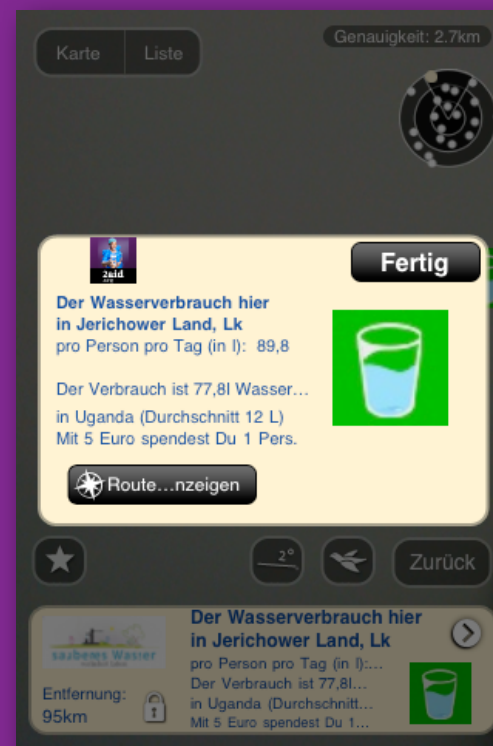 Karte Liste
Genauigkeit: 2.7km
2aid
Fertig
Der Wasserverbrauch hier
in Jerichower Land, Lk
pro Person pro Tag (in l): 89,8
Der Verbrauch ist 77,8l Wasser...
in Uganda (Durchschnitt 12 L)
Mit 5 Euro spendest Du 1 Pers.
Route...nzeigen
2°
Zurück
sauberes Wasser
Entfernung:
95km
Der Wasserverbrauch hier
in Jerichower Land, Lk
pro Person pro Tag (in l):...
Der Verbrauch ist 77,8l...
in Uganda (Durchschnitt...
Mit 5 Euro spendest Du 1...